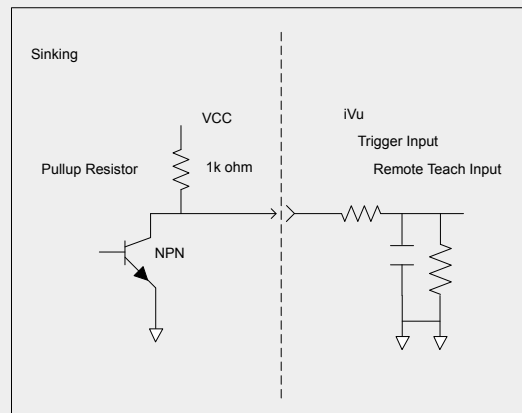 Sinking
VCC
Pullup Resistor
1k ohm
NPN
iVu
Trigger Input
Remote Teach Input